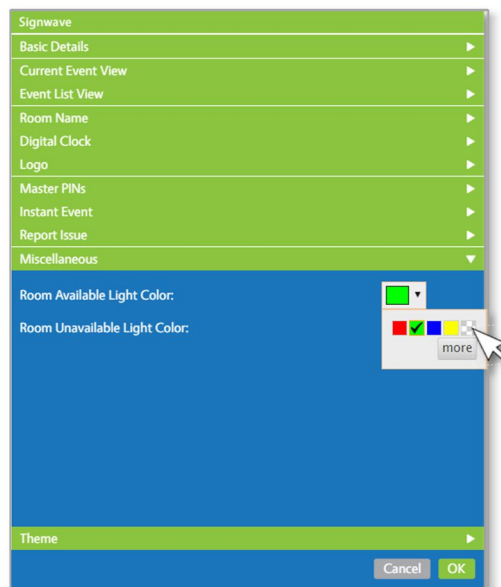 Signwave
Basic Details
Current Event View
Event List View
Room Name
Digital Clock
Logo
Master PINs
Instant Event
Report Issue
Miscellaneous
Room Available Light Color:
Room Unavailable Light Color:
more
Theme
Cancel OK